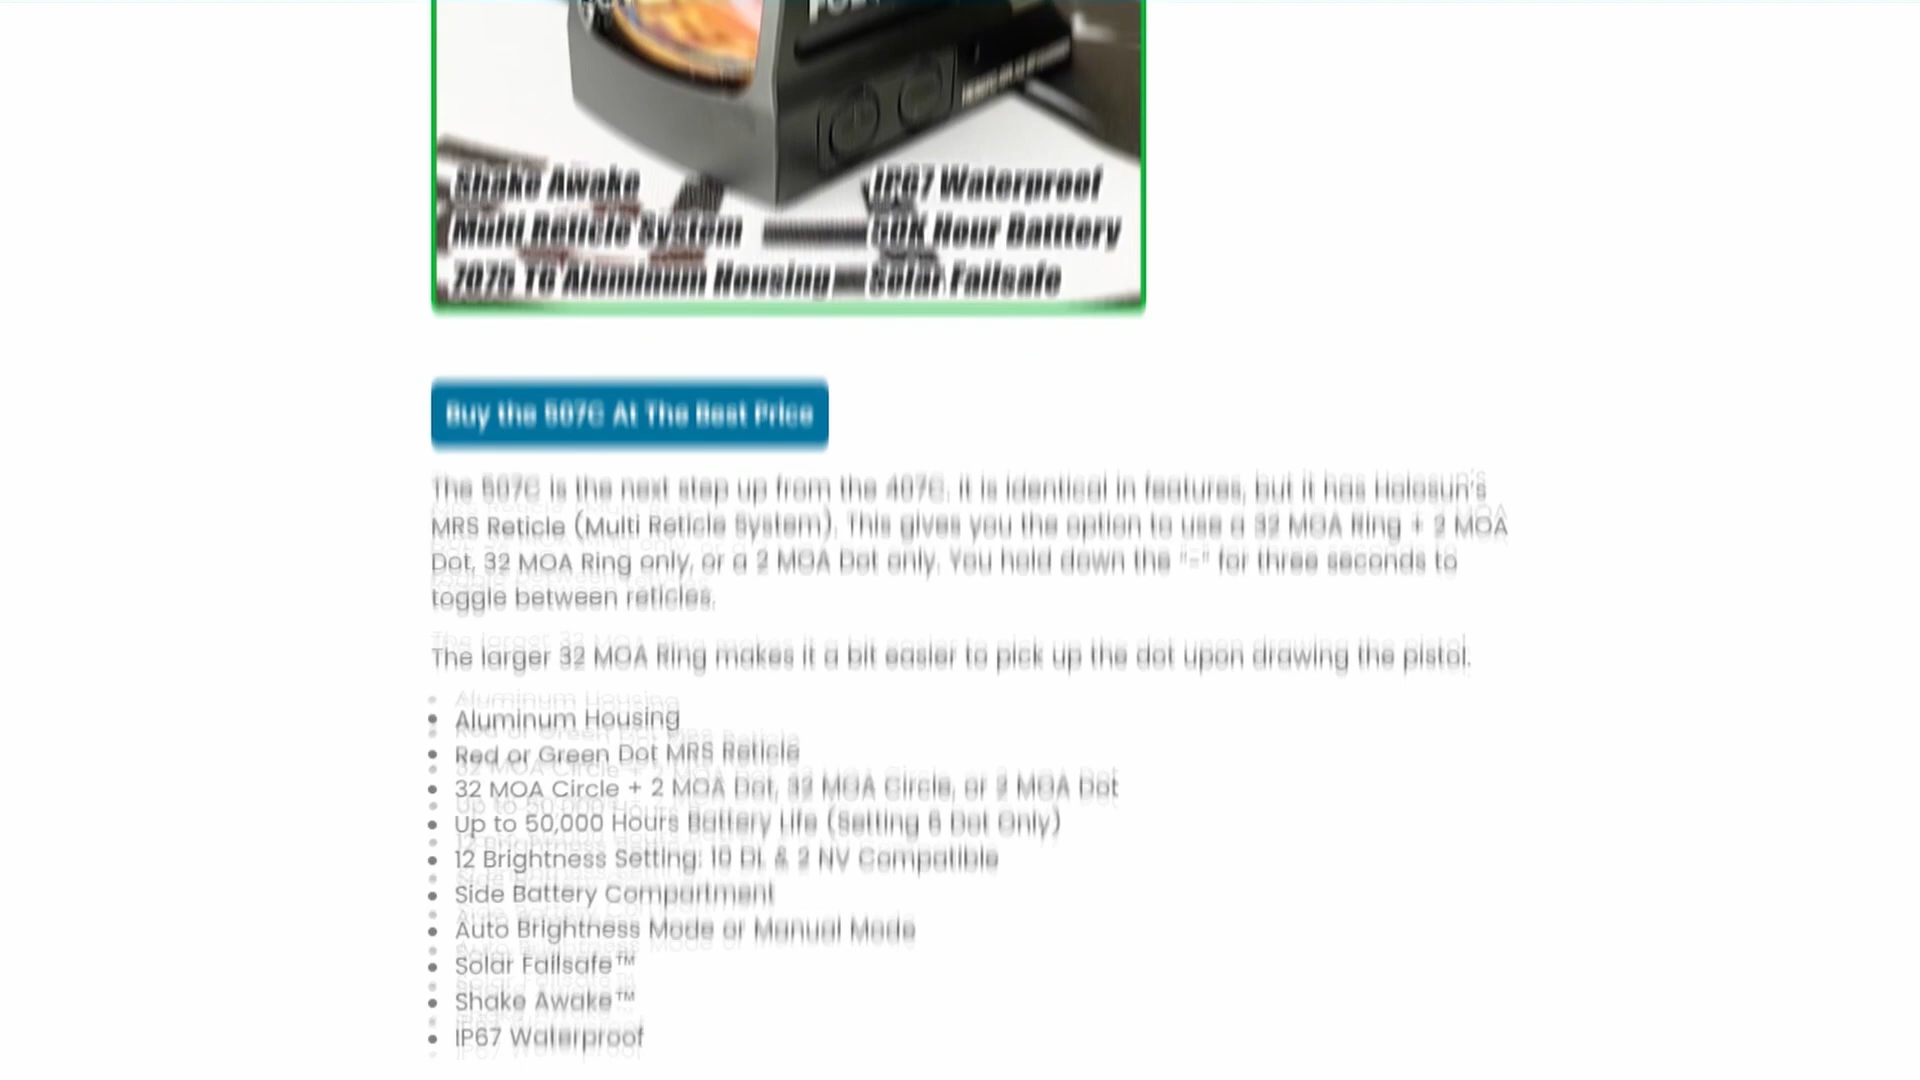 Shake Awake
IP67 Waterproof
Multi Reticle System
50K Hour Batttery
7075 T6 Aluminum Housing
Solar Failsafe
Buy the 507C At The Best Price
The 507C is the next step up from the 407C. It is identical in features, but it has Holosun's
MRS Reticle (Multi Reticle System). This gives you the option to use a 32 MOA Ring + 2 MOA
Dot, 32 MOA Ring only, or a 2 MOA Dot only. You hold down the "-" for three seconds to
toggle between reticles.
The larger 32 MOA Ring makes it a bit easier to pick up the dot upon drawing the pistol.
• Aluminum Housing
• Red or Green Dot MRS Reticle
• 32 MOA Circle + 2 MOA Dot, 32 MOA Circle, or 2 MOA Dot
• Up to 50,000 Hours Battery Life (Setting 6 Dot Only)
• 12 Brightness Setting: 10 DL & 2 NV Compatible
• Side Battery Compartment
• Auto Brightness Mode or Manual Mode
• Solar Failsafe™
• Shake Awake™
• IP67 Waterproof